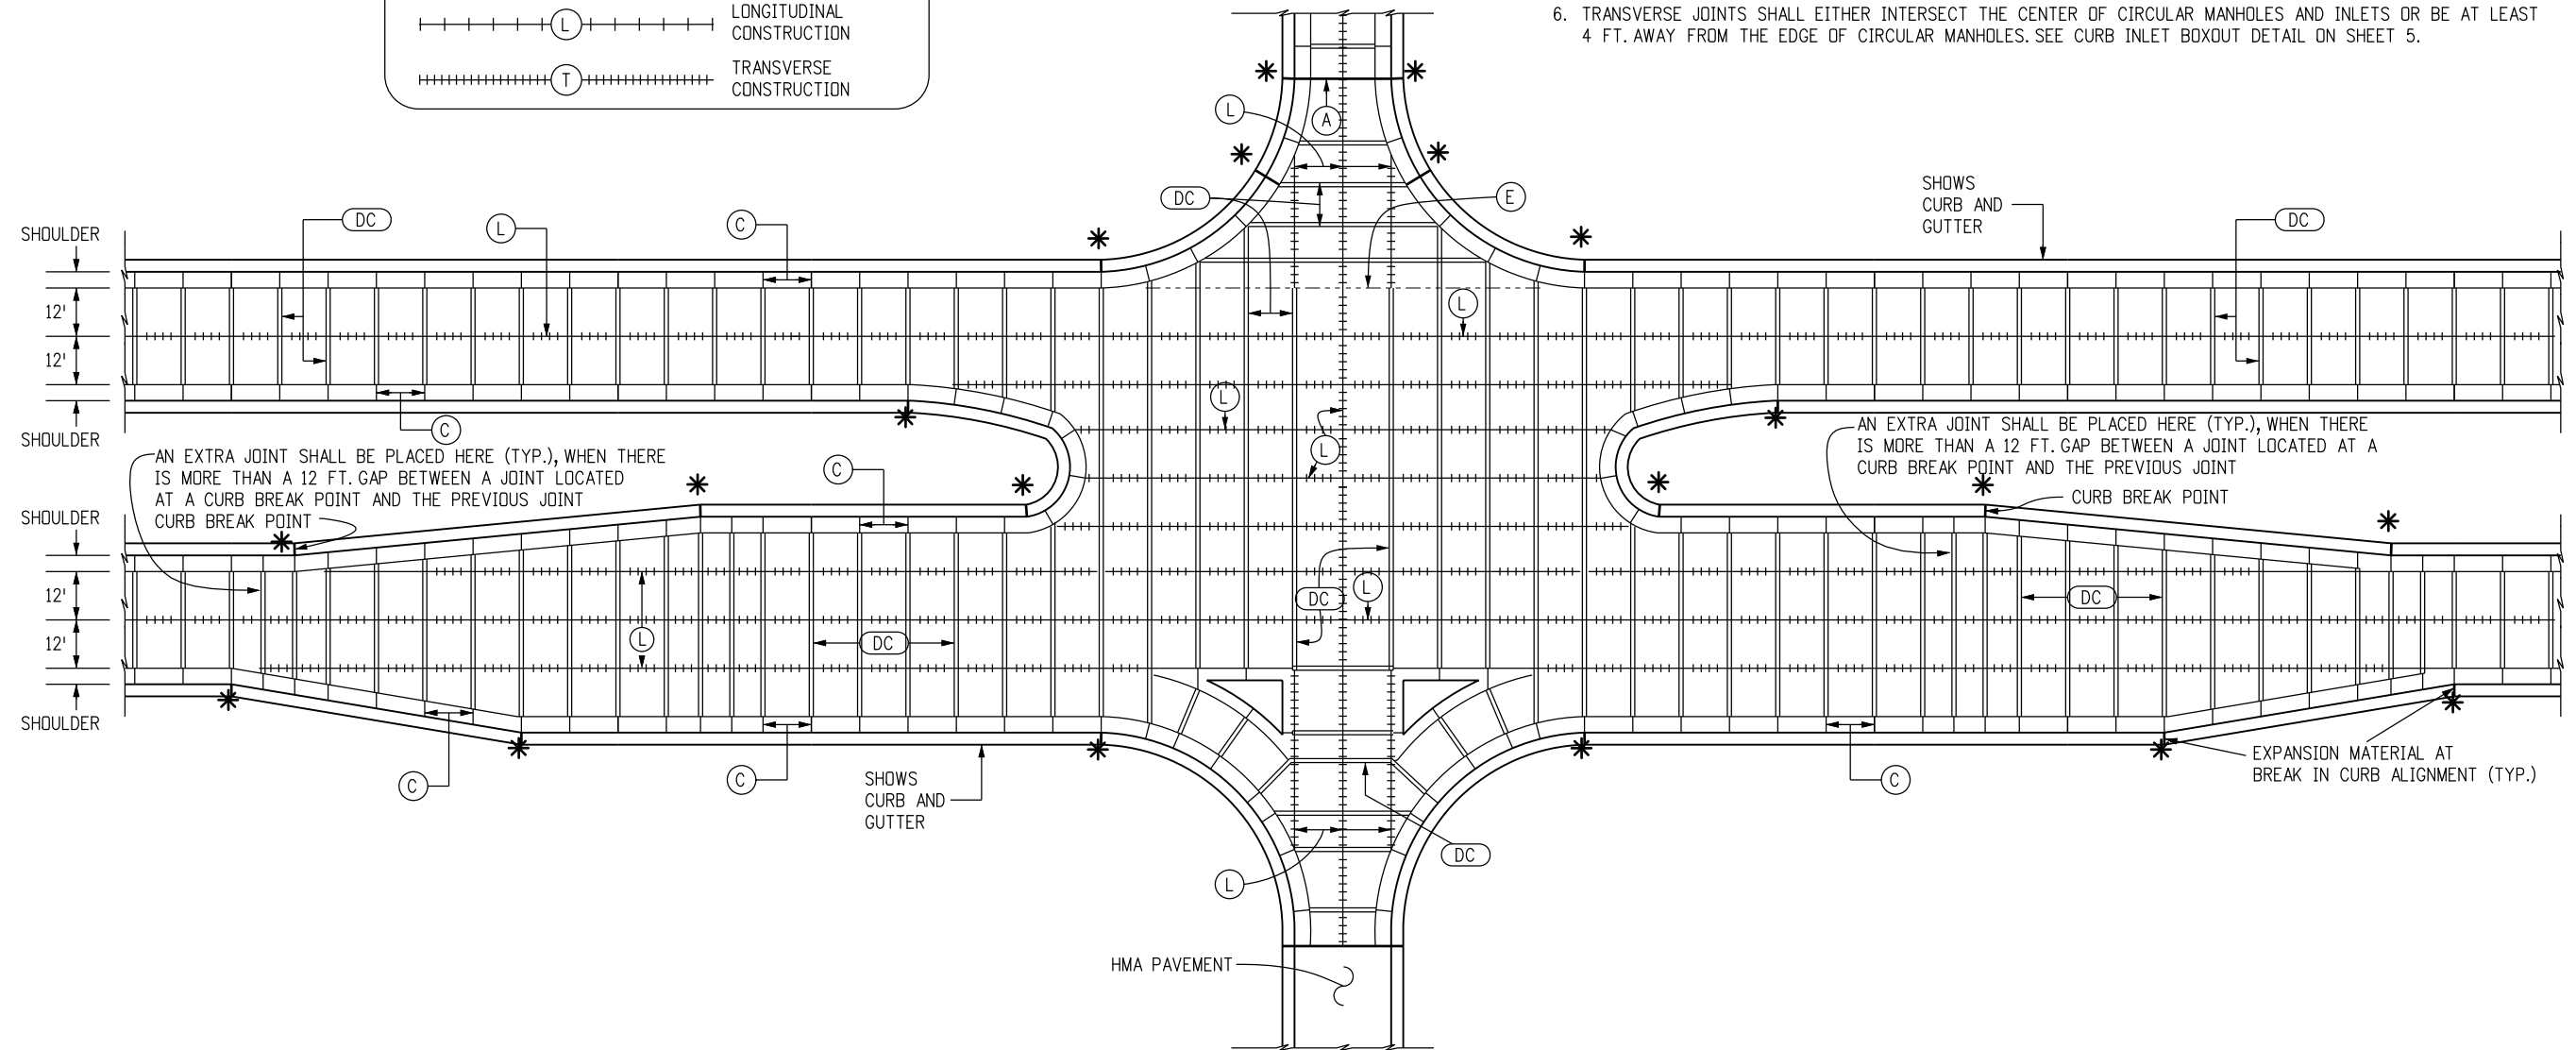 L
LONGITUDINAL
CONSTRUCTION
T
TRANSVERSE
CONSTRUCTION
6. TRANSVERSE JOINTS SHALL EITHER INTERSECT THE CENTER OF CIRCULAR MANHOLES AND INLETS OR BE AT LEAST
4 FT. AWAY FROM THE EDGE OF CIRCULAR MANHOLES. SEE CURB INLET BOXOUT DETAIL ON SHEET 5.
L
A
DC
E
SHOWS
CURB AND
GUTTER
DC
SHOULDER
DC
L
C
12'
12'
L
L
L
SHOULDER
C
AN EXTRA JOINT SHALL BE PLACED HERE (TYP.), WHEN THERE
IS MORE THAN A 12 FT. GAP BETWEEN A JOINT LOCATED
AT A CURB BREAK POINT AND THE PREVIOUS JOINT
CURB BREAK POINT
C
AN EXTRA JOINT SHALL BE PLACED HERE (TYP.), WHEN THERE
IS MORE THAN A 12 FT. GAP BETWEEN A JOINT LOCATED AT A
CURB BREAK POINT AND THE PREVIOUS JOINT
CURB BREAK POINT
SHOULDER
12'
12'
L
DC
DC
L
DC
SHOULDER
C
C
SHOWS
CURB AND
GUTTER
C
EXPANSION MATERIAL AT
BREAK IN CURB ALIGNMENT (TYP.)
DC
L
HMA PAVEMENT